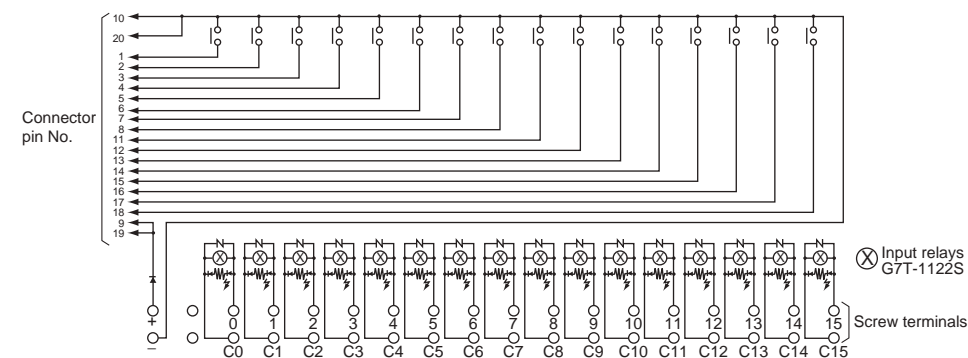 10
20
1
2
3
4
5
6
7
8
11
12
13
14
15
16
17
18
9
19
Connector
pin No.
N N N N N N N N N N N N N N N N
Input relays
G7T-1122S
+
–
0 1 2 3 4 5 6 7 8 9 10 11 12 13 14 15
C0 C1 C2 C3 C4 C5 C6 C7 C8 C9 C10 C11 C12 C13 C14 C15
Screw terminals